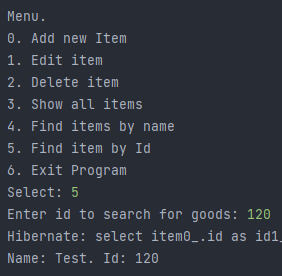 Menu.
0. Add new Item
1. Edit item
2. Delete item
3. Show all items
4. Find items by name
5. Find item by Id
6. Exit Program
Select: 5
Enter id to search for goods: 120
Hibernate: select item0_.id as id1_
Name: Test. Id: 120